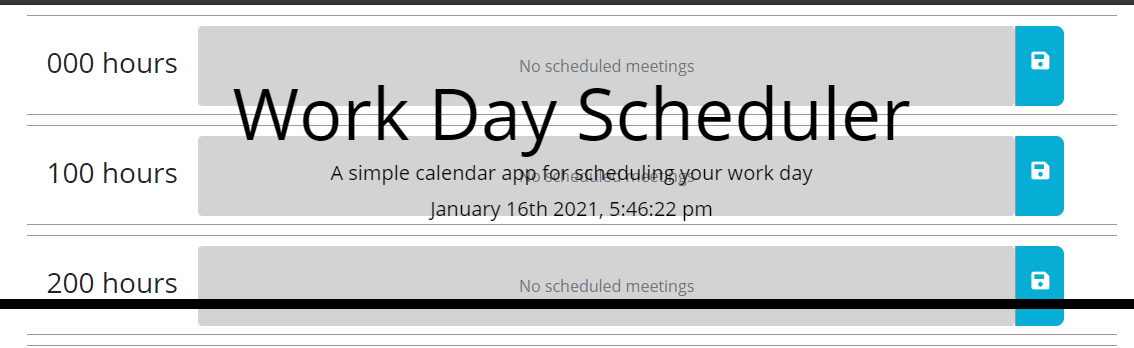 000 hours
No scheduled meetings
Work Day Scheduler
100 hours
A simple calendar app for scheduling your work day
No scheduled meetings
January 16th 2021, 5:46:22 pm
200 hours
No scheduled meetings